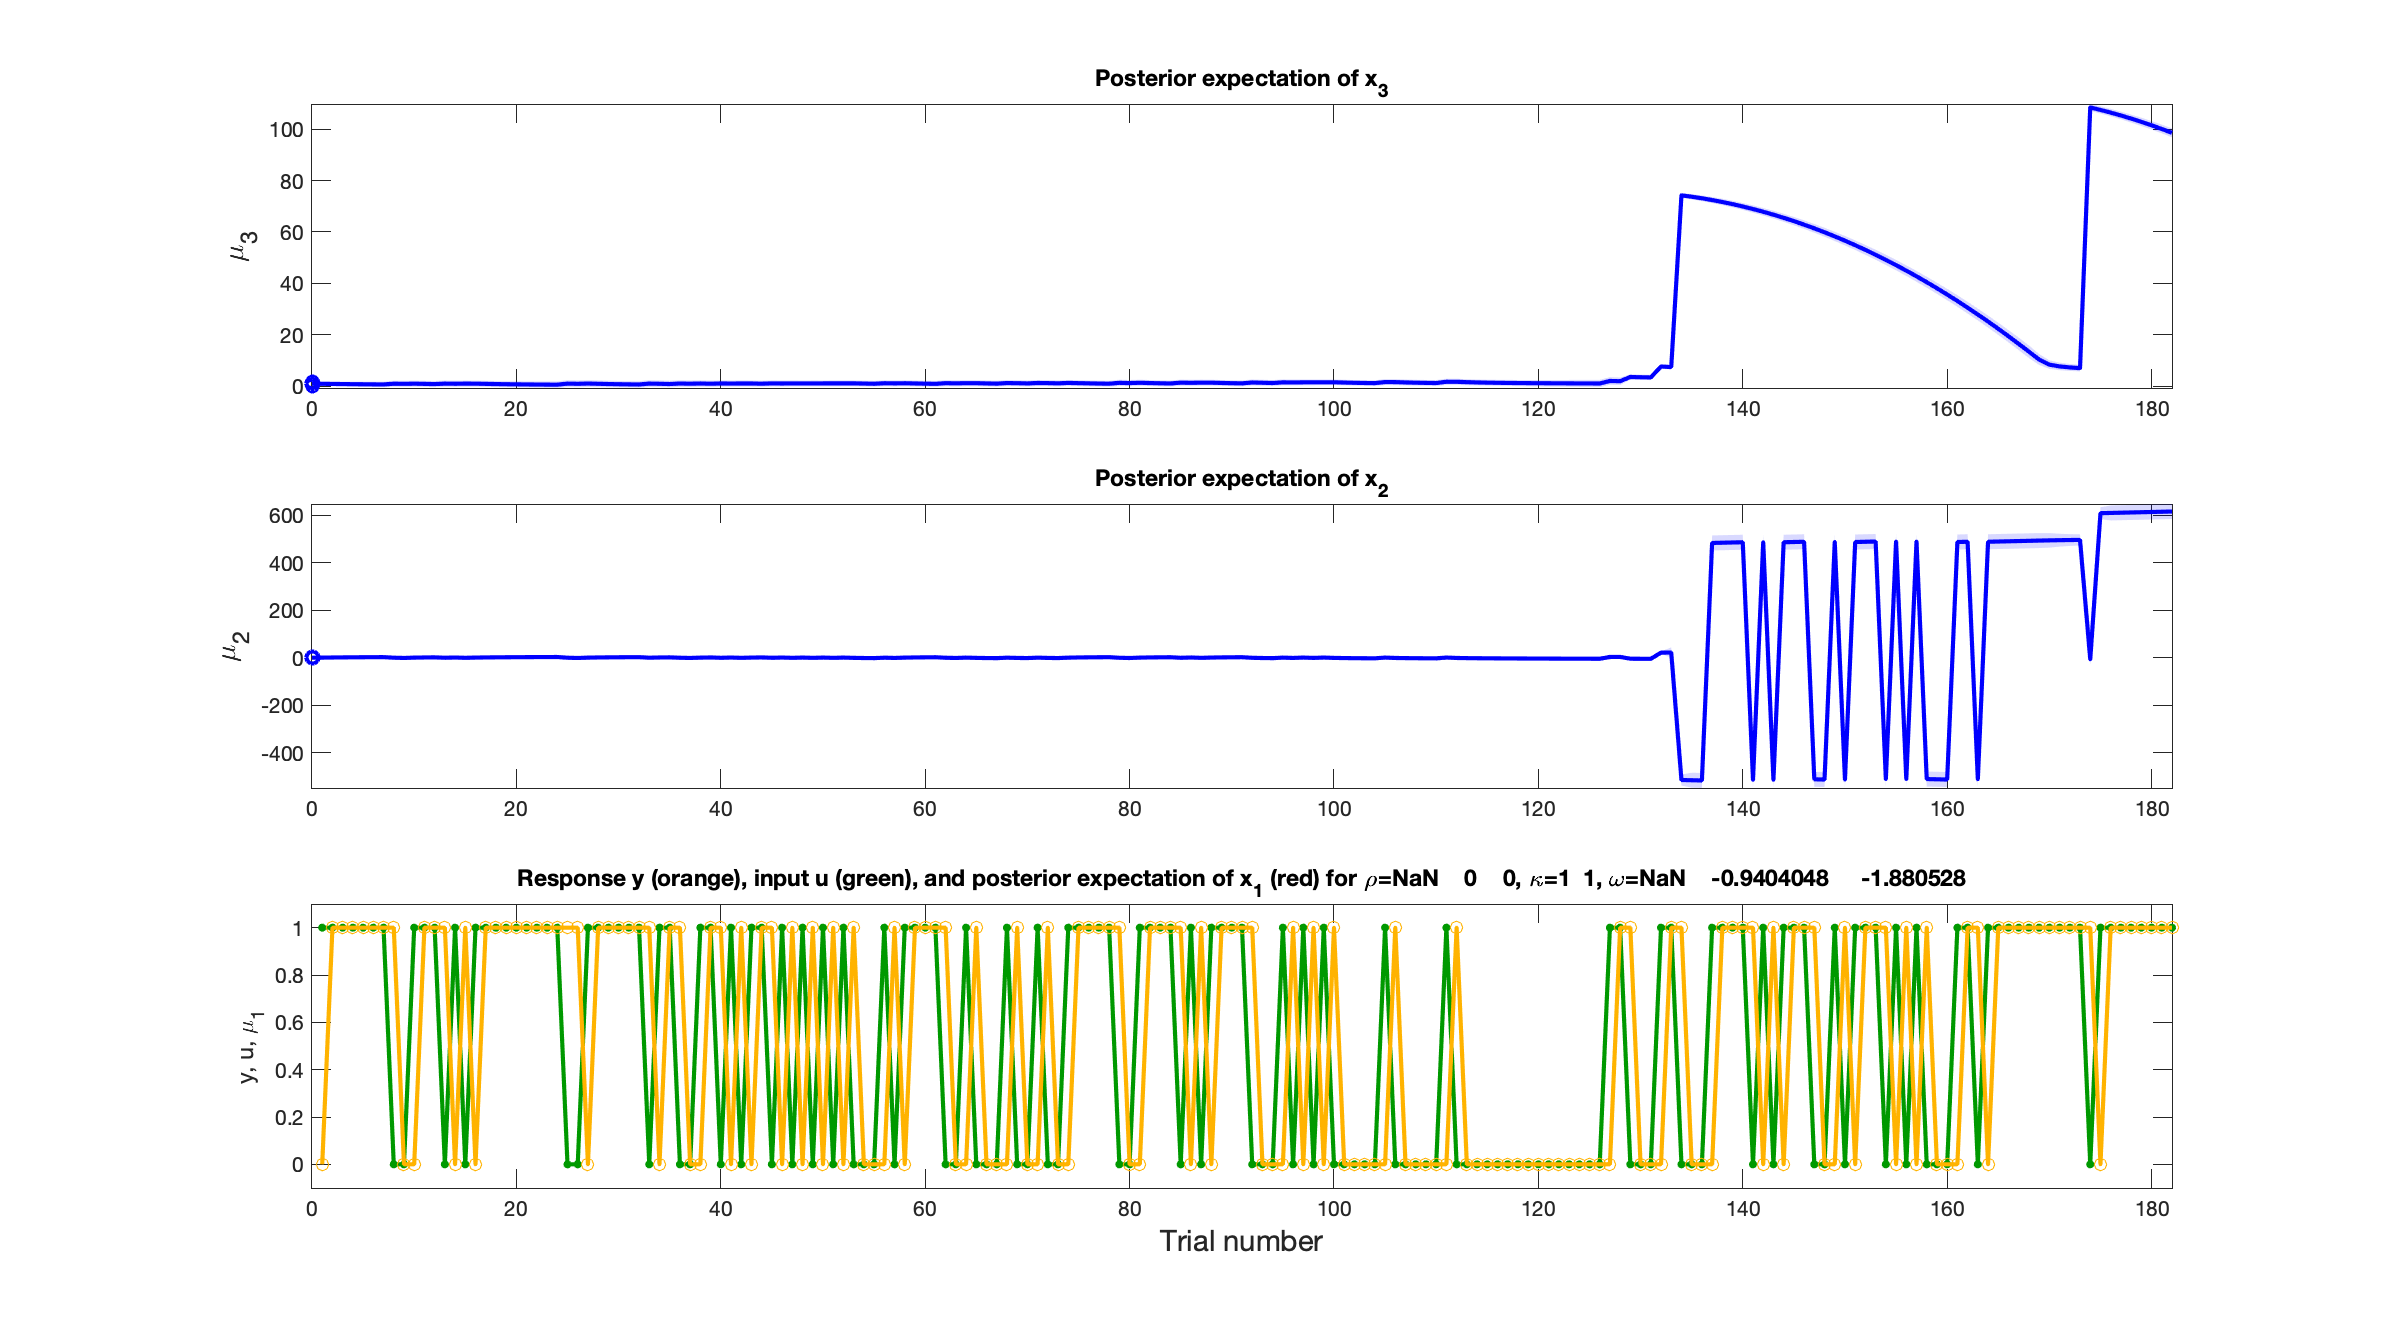 Posterior expectation of x3
100
80
60
40
20
0
μ3
0 20 40 60 80 100 120 140 160 180
Posterior expectation of x2
600
400
200
0
-200
-400
μ2
0 20 40 60 80 100 120 140 160 180
Response y (orange), input u (green), and posterior expectation of x1 (red) for ρ=NaN 0 0, κ=1 1, ω=NaN -0.9404048 -1.880528
1
0.8
0.6
0.4
0.2
0
y, u, μ1
0 20 40 60 80 100 120 140 160 180
Trial number